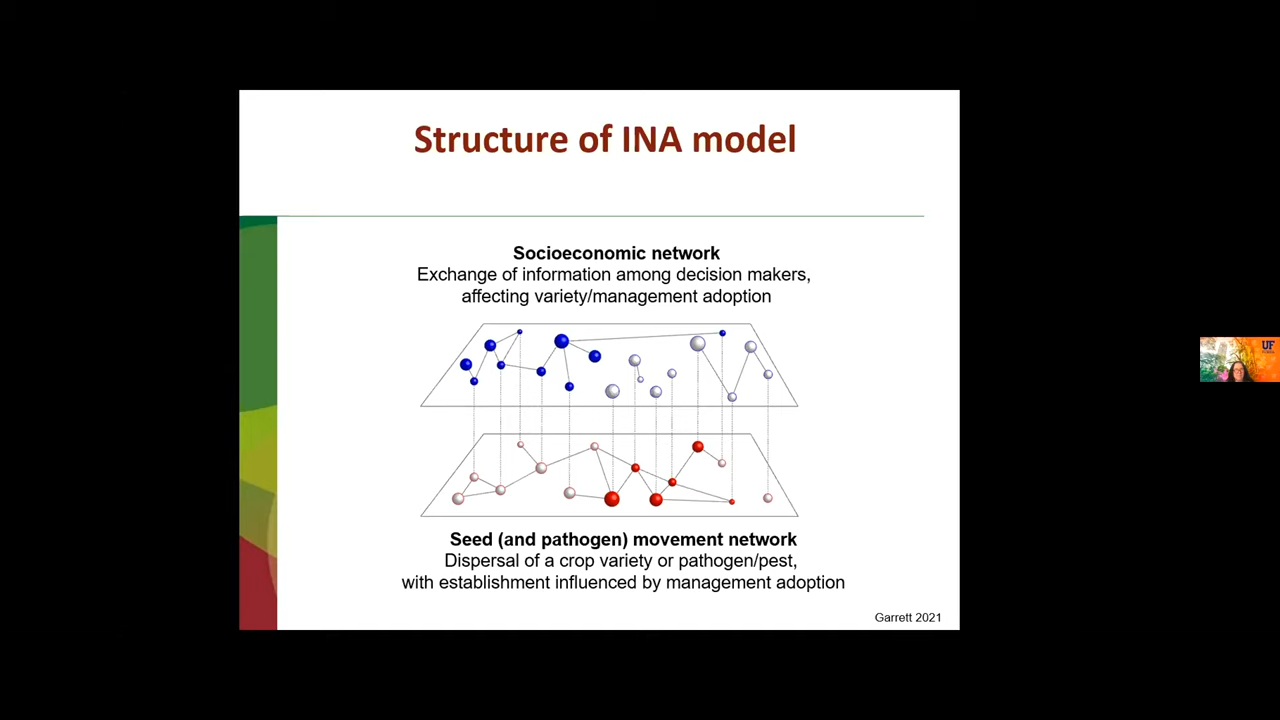 Structure of INA model
Socioeconomic network
Exchange of information among decision makers,
affecting variety/management adoption
Seed (and pathogen) movement network
Dispersal of a crop variety or pathogen/pest,
with establishment influenced by management adoption
Garrett 2021
UF